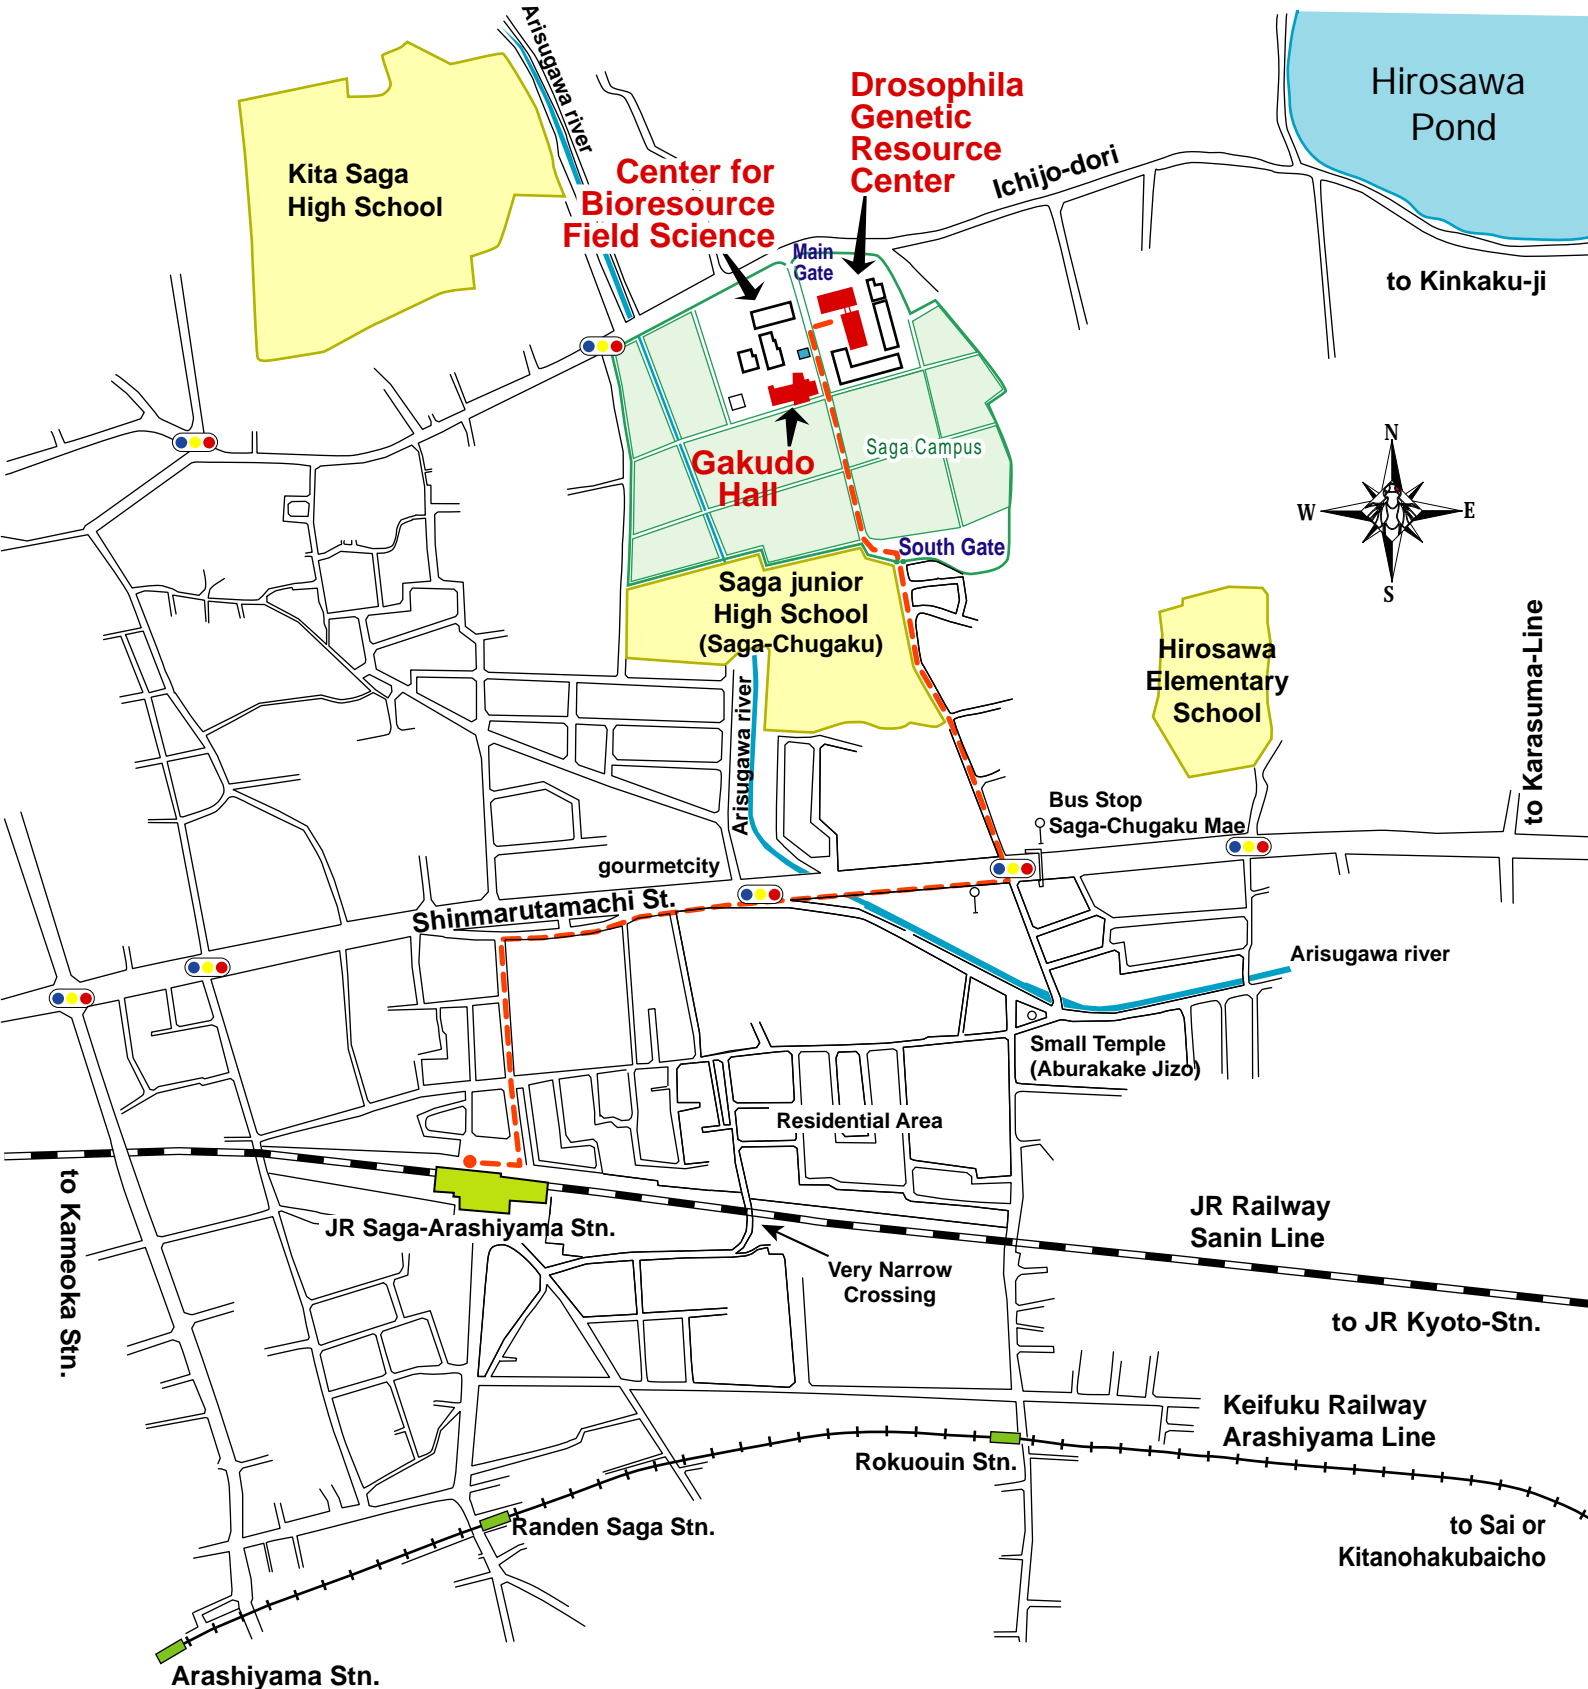 Arisugawa river
Hirosawa
Pond
Drosophila
Genetic
Resource
Center
Kita Saga
High School
Center for
Bioresource
Field Science
Ichijo-dori
Main
Gate
to Kinkaku-ji
Saga Campus
Gakudo
Hall
N
W
E
S
South Gate
Saga junior
High School
(Saga-Chugaku)
Hirosawa
Elementary
School
to Karasuma-Line
Arisugawa river
Bus Stop
Saga-Chugaku Mae
gourmetcity
Shinmarutamachi St.
Arisugawa river
Small Temple
(Aburakake Jizo)
Residential Area
to Kameoka Stn.
JR Saga-Arashiyama Stn.
JR Railway
Sanin Line
Very Narrow
Crossing
to JR Kyoto-Stn.
Keifuku Railway
Arashiyama Line
Rokuouin Stn.
Randen Saga Stn.
to Sai or
Kitanohakubaicho
Arashiyama Stn.